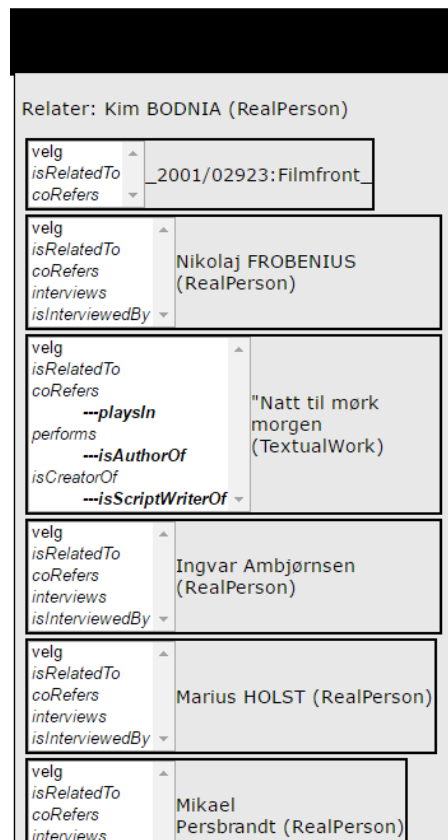 Relater: Kim BODNIA (RealPerson)
velg
isRelatedTo
coRefers
_2001/02923:Filmfront_
velg
isRelatedTo
coRefers
interviews
isInterviewedBy
Nikolaj FROBENIUS
(RealPerson)
velg
isRelatedTo
coRefers
---playsIn
performs
---isAuthorOf
isCreatorOf
---isScriptWriterOf
"Natt til mørk
morgen
(TextualWork)
velg
isRelatedTo
coRefers
interviews
isInterviewedBy
Ingvar Ambjørnsen
(RealPerson)
velg
isRelatedTo
coRefers
interviews
isInterviewedBy
Marius HOLST (RealPerson)
velg
isRelatedTo
coRefers
interviews
Mikael
Persbrandt (RealPerson)